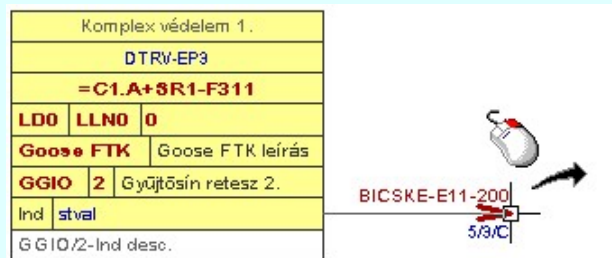 Komplex védelem 1.
DTRV-EP3
=C1.A+SR1-F311
LD0 LLN0 0
Goose FTK Goose FTK leírás
GGIO 2 Gyűjtősín retesz 2.
BICSKE-E11-200
Ind stval
5/3/C
GGIO/2-Ind desc.